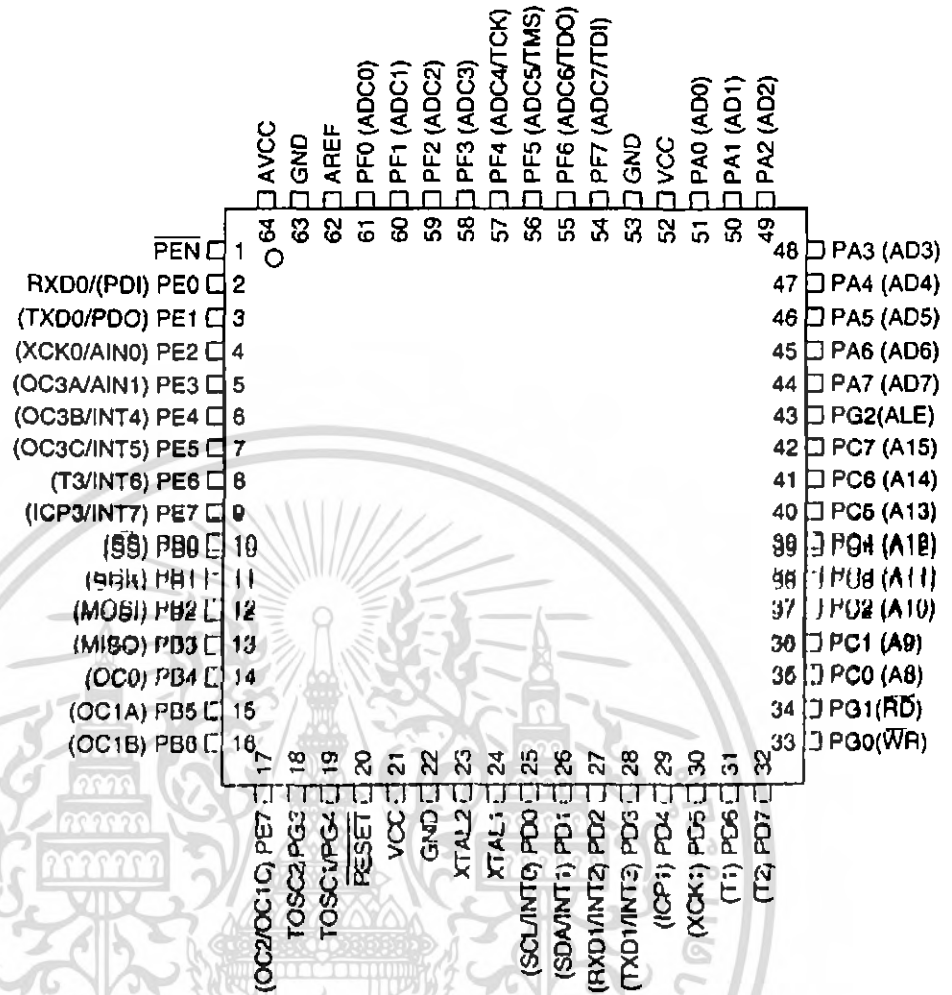 AVCC
GND
AREF
PF0 (ADC0)
PF1 (ADC1)
PF2 (ADC2)
PF3 (ADC3)
PF4 (ADC4/TCK)
PF5 (ADC5/TMS)
PF6 (ADC6/TDO)
PF7 (ADC7/TDI)
GND
VCC
PA0 (AD0)
PA1 (AD1)
PA2 (AD2)
64
63
62
61
60
59
58
57
56
55
54
53
52
51
50
49
PEN 1
RXD0/(PDI) PE0 2
(TXD0/PDO) PE1 3
(XCK0/AIN0) PE2 4
(OC3A/AIN1) PE3 5
(OC3B/INT4) PE4 6
(OC3C/INT5) PE5 7
(T3/INT6) PE6 8
(ICP3/INT7) PE7 9
(SS) PB0 10
PB1 11
(MOSI) PB2 12
(MISO) PB3 13
(OC0) PB4 14
(OC1A) PB5 15
(OC1B) PB6 16
48 PA3 (AD3)
47 PA4 (AD4)
46 PA5 (AD5)
45 PA6 (AD6)
44 PA7 (AD7)
43 PG2(ALE)
42 PC7 (A15)
41 PC6 (A14)
40 PC5 (A13)
39 PC4 (A12)
38 PC3 (A11)
37 PC2 (A10)
36 PC1 (A9)
35 PC0 (A8)
34 PG1(RD)
33 PG0(WR)
17
18
19
20
21
22
23
24
25
26
27
28
29
30
31
32
(OC2/OC1C) PE7
TOSC2/PG3
TOSC1/PG4
RESET
VCC
GND
XTAL2
XTAL1
(SCL/INT0) PD0
(SDA/INT1) PD1
(RXD1/INT2) PD2
(TXD1/INT3) PD3
(ICP1) PD4
(XCK1) PD5
(T1) PD6
(T2) PD7